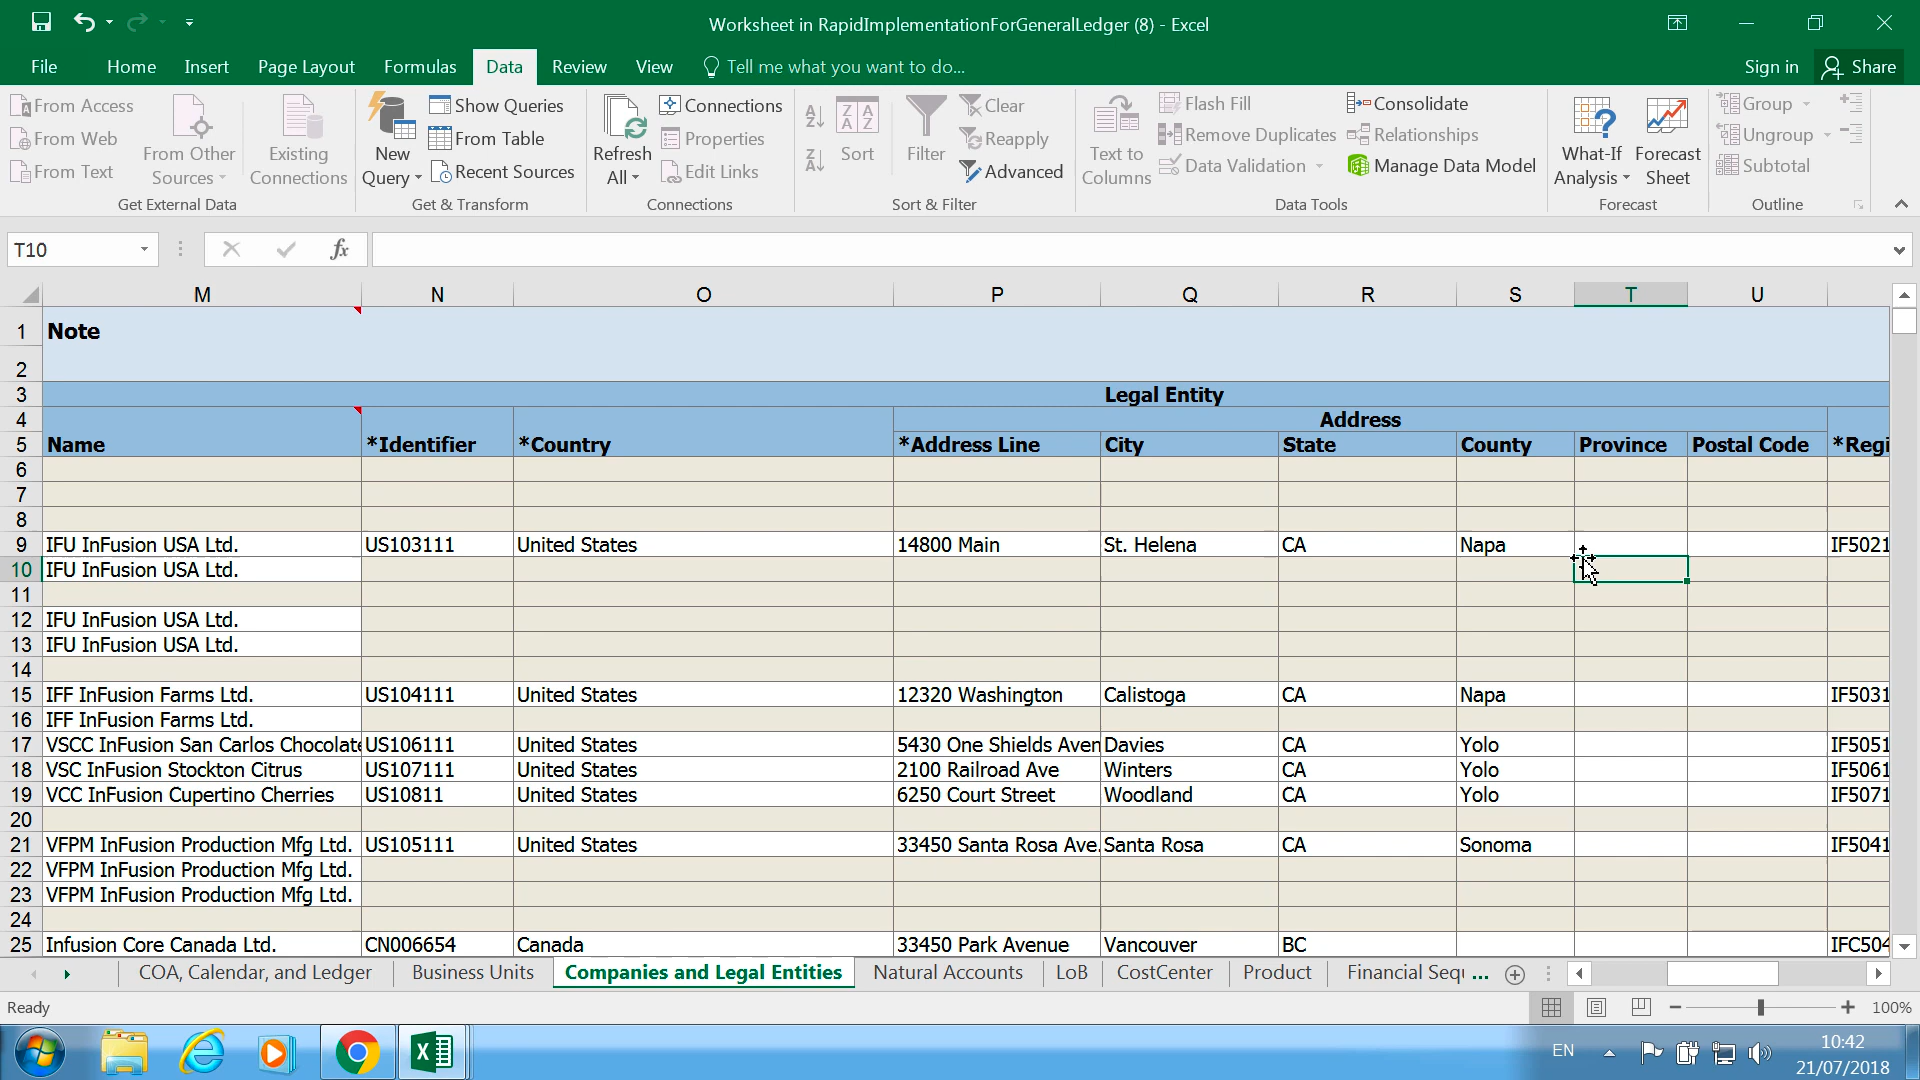 Worksheet in RapidImplementationForGeneralLedger (8) - Excel
File Home Insert Page Layout Formulas Data Review View Tell me what you want to do... Sign in Share
From Access
From Web
From Text
From Other Sources
Existing Connections
Get External Data
New Query
Show Queries
From Table
Recent Sources
Get & Transform
Refresh All
Connections
Properties
Edit Links
Connections
Sort
Filter
Clear
Reapply
Advanced
Sort & Filter
Text to Columns
Flash Fill
Remove Duplicates
Data Validation
Consolidate
Relationships
Manage Data Model
Data Tools
What-If Analysis
Forecast Sheet
Forecast
Group
Ungroup
Subtotal
Outline
T10 fx
M N O P Q R S T U
1 Note
2
3 Legal Entity
4 Address
5 Name *Identifier *Country *Address Line City State County Province Postal Code *Regi
6
7
8
9 IFU InFusion USA Ltd. US103111 United States 14800 Main St. Helena CA Napa IF5021
10 IFU InFusion USA Ltd.
11
12 IFU InFusion USA Ltd.
13 IFU InFusion USA Ltd.
14
15 IFF InFusion Farms Ltd. US104111 United States 12320 Washington Calistoga CA Napa IF5031
16 IFF InFusion Farms Ltd.
17 VSCC InFusion San Carlos Chocolate US106111 United States 5430 One Shields Aven Davies CA Yolo IF5051
18 VSC InFusion Stockton Citrus US107111 United States 2100 Railroad Ave Winters CA Yolo IF5061
19 VCC InFusion Cupertino Cherries US10811 United States 6250 Court Street Woodland CA Yolo IF5071
20
21 VFPM InFusion Production Mfg Ltd. US105111 United States 33450 Santa Rosa Ave. Santa Rosa CA Sonoma IF5041
22 VFPM InFusion Production Mfg Ltd.
23 VFPM InFusion Production Mfg Ltd.
24
25 Infusion Core Canada Ltd. CN006654 Canada 33450 Park Avenue Vancouver BC IFC504
COA, Calendar, and Ledger Business Units Companies and Legal Entities Natural Accounts LoB CostCenter Product Financial Sequ ...
Ready 100%
EN 10:42
21/07/2018